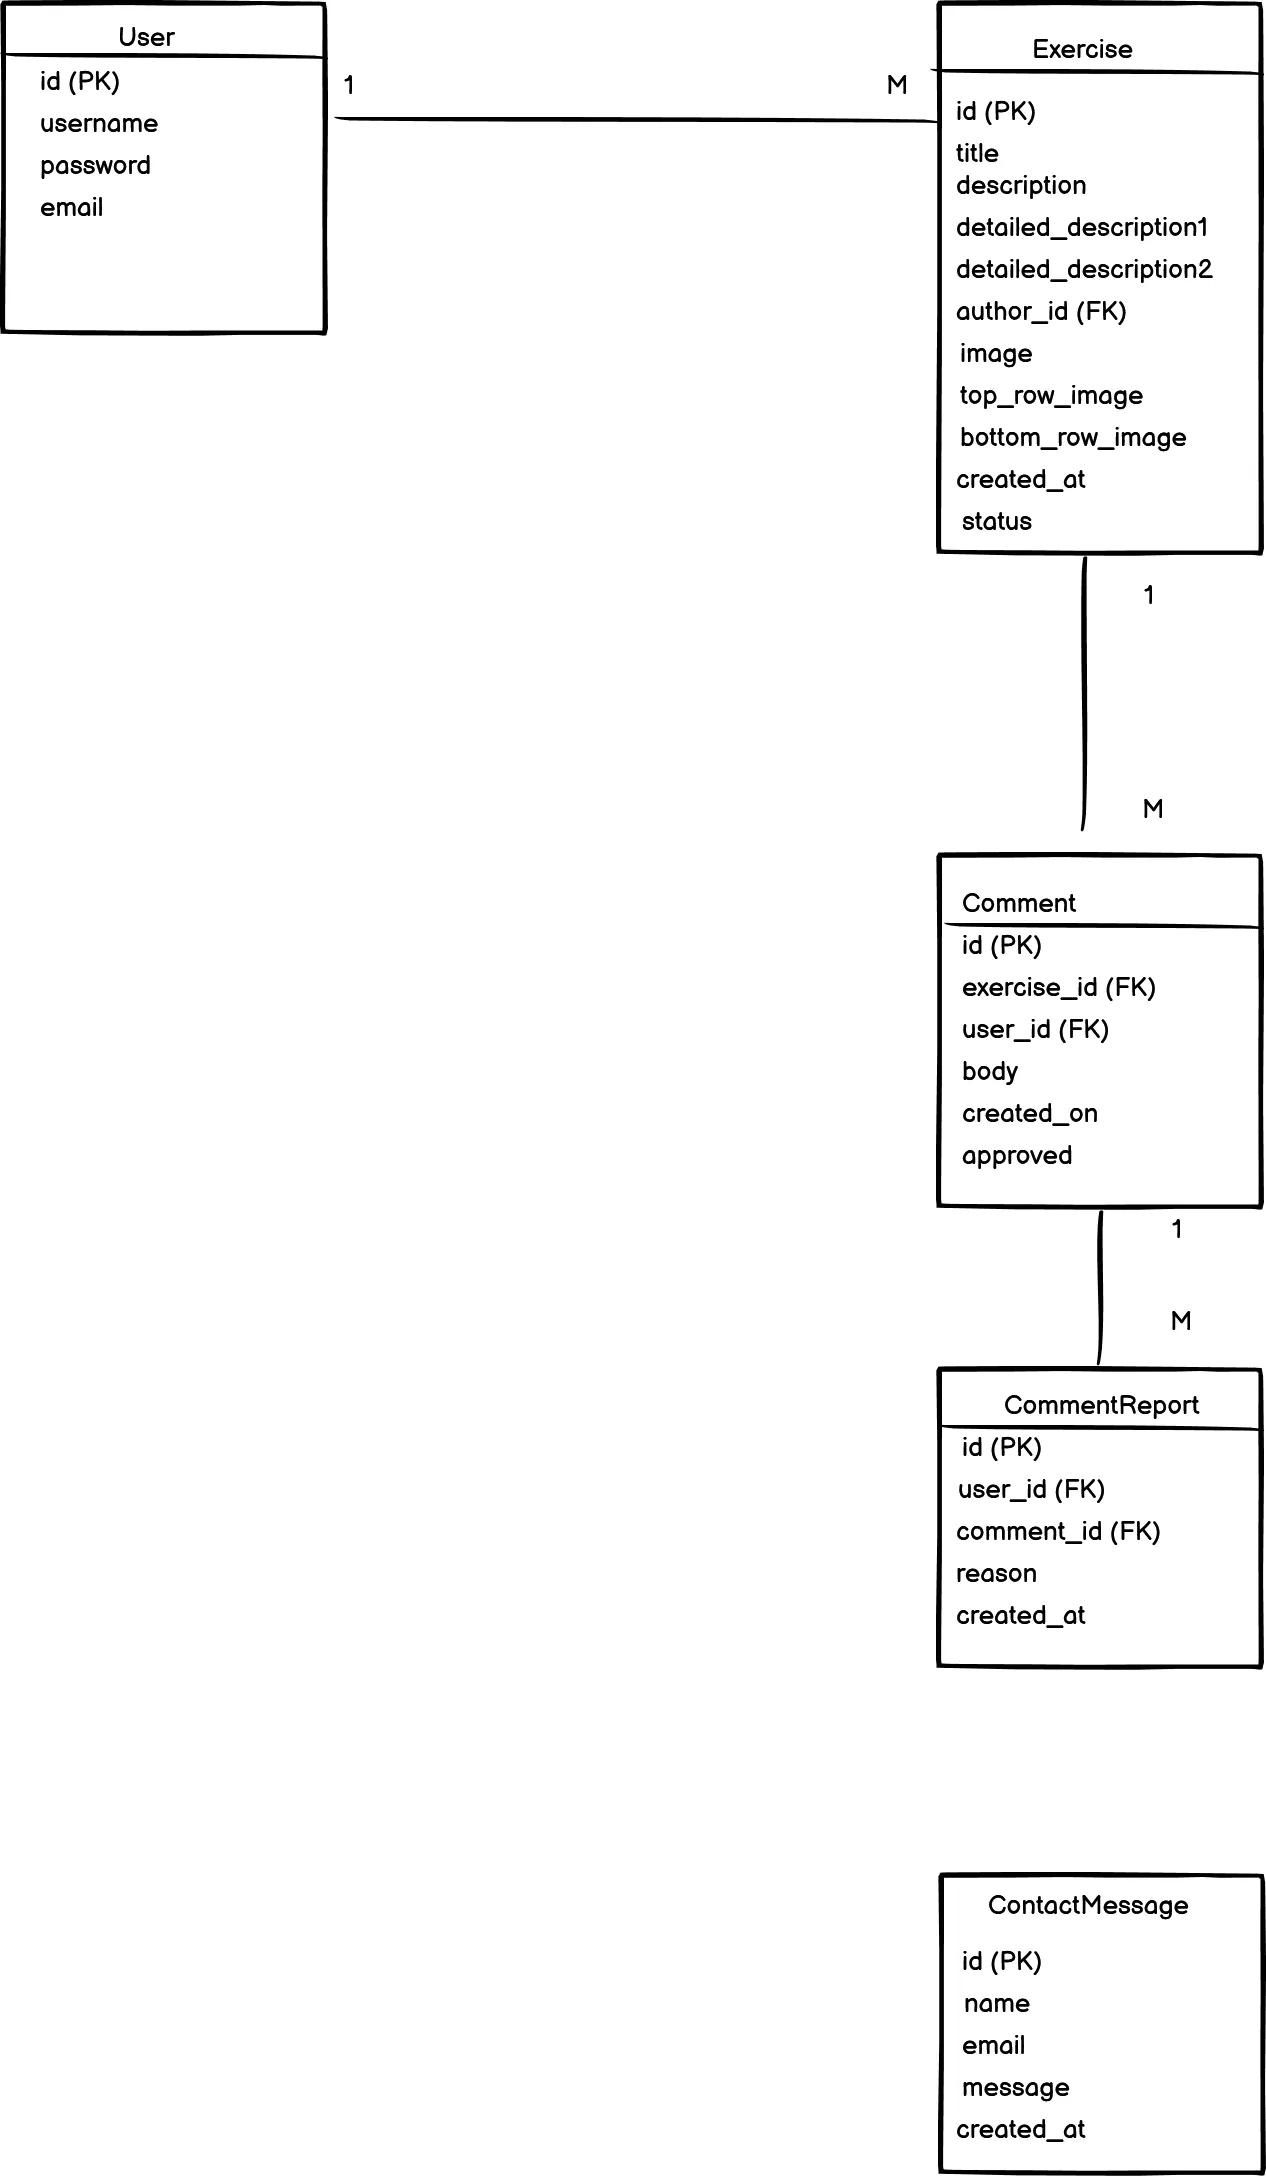 User
id (PK)
username
password
email
1
M
Exercise
id (PK)
title
description
detailed_description1
detailed_description2
author_id (FK)
image
top_row_image
bottom_row_image
created_at
status
1
M
Comment
id (PK)
exercise_id (FK)
user_id (FK)
body
created_on
approved
1
M
CommentReport
id (PK)
user_id (FK)
comment_id (FK)
reason
created_at
ContactMessage
id (PK)
name
email
message
created_at